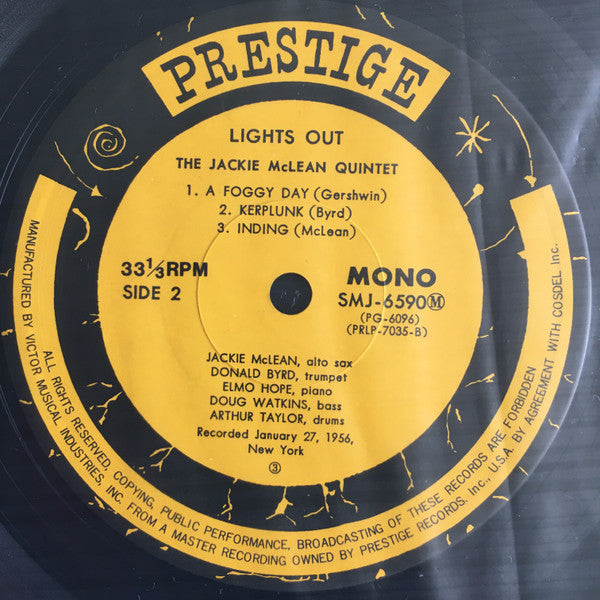 PRESTIGE
LIGHTS OUT
THE JACKIE McLEAN QUINTET
1. A FOGGY DAY (Gershwin)
2. KERPLUNK (Byrd)
3. INDING (McLean)
33⅓RPM
SIDE 2
MONO
SMJ-6590Ⓜ
(PG-6096)
(PRLP-7035-B)
JACKIE McLEAN, alto sax
DONALD BYRD, trumpet
ELMO HOPE, piano
DOUG WATKINS, bass
ARTHUR TAYLOR, drums
Recorded January 27, 1956,
New York
③
ALL RIGHTS RESERVED, COPYING, PUBLIC PERFORMANCE, BROADCASTING OF THESE RECORDS ARE FORBIDDEN
MANUFACTURED BY VICTOR MUSICAL INDUSTRIES, INC. FROM A MASTER RECORDING OWNED BY PRESTIGE RECORDS. Inc., U.S.A. BY AGREEMENT WITH COSDEL Inc.